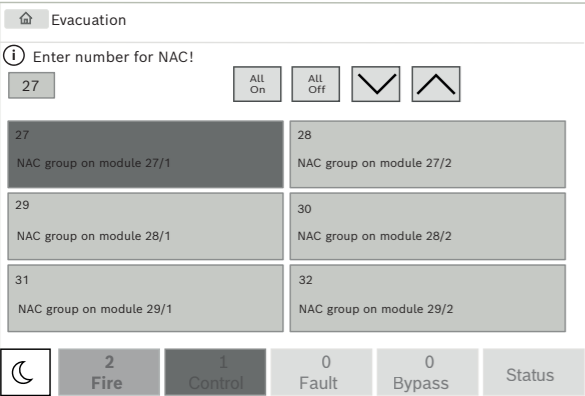 Evacuation
i Enter number for NAC!
27
All On
All Off
27
NAC group on module 27/1
28
NAC group on module 27/2
29
NAC group on module 28/1
30
NAC group on module 28/2
31
NAC group on module 29/1
32
NAC group on module 29/2
2
Fire
1
Control
0
Fault
0
Bypass
Status